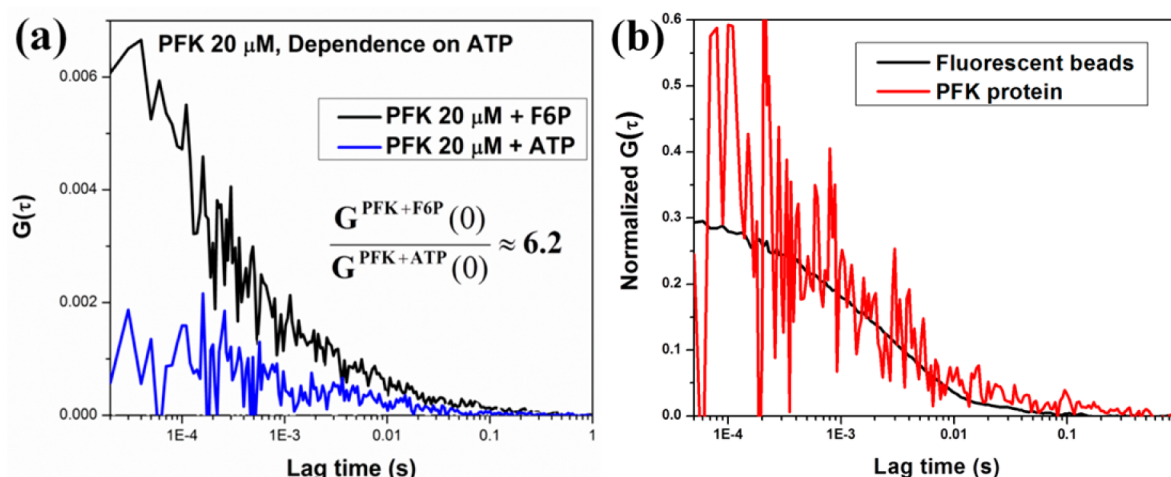 (a)
PFK 20 μM, Dependence on ATP
PFK 20 μM + F6P
PFK 20 μM + ATP
G^PFK+F6P(0)
G^PFK+ATP(0)
≈ 6.2
G(τ)
0.006
0.004
0.002
0.000
1E-4 1E-3 0.01 0.1 1
Lag time (s)
(b)
Fluorescent beads
PFK protein
Normalized G(τ)
0.6
0.5
0.4
0.3
0.2
0.1
0.0
1E-4 1E-3 0.01 0.1
Lag time (s)